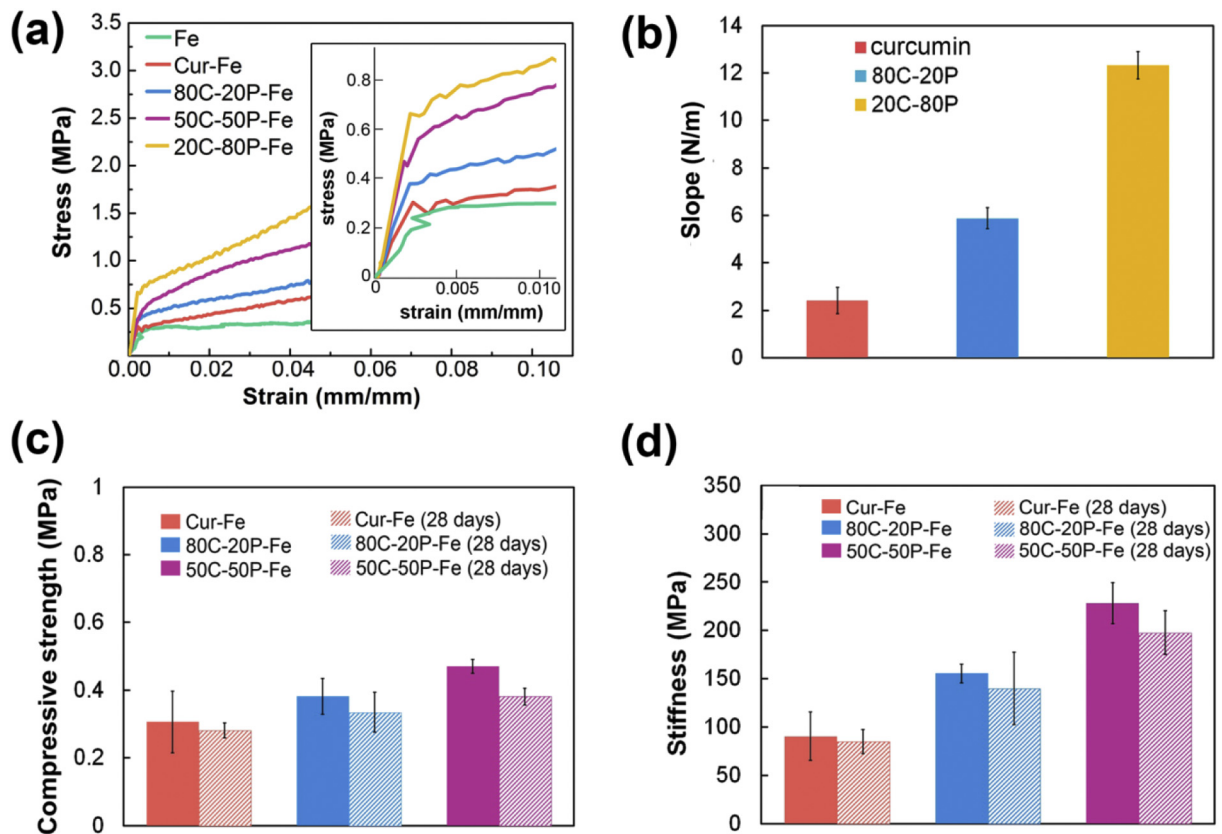 (a)
Stress (MPa)
3.5
3.0
2.5
2.0
1.5
1.0
0.5
0.00
0.02
0.04
0.06
0.08
0.10
Strain (mm/mm)
Fe
Cur-Fe
80C-20P-Fe
50C-50P-Fe
20C-80P-Fe
stress (MPa)
0.8
0.6
0.4
0.2
0
0
0.005
0.010
strain (mm/mm)
(b)
Slope (N/m)
14
12
10
8
6
4
2
0
curcumin
80C-20P
20C-80P
(c)
Compressive strength (MPa)
1
0.8
0.6
0.4
0.2
0
Cur-Fe
80C-20P-Fe
50C-50P-Fe
Cur-Fe (28 days)
80C-20P-Fe (28 days)
50C-50P-Fe (28 days)
(d)
Stiffness (MPa)
350
300
250
200
150
100
50
0
Cur-Fe
80C-20P-Fe
50C-50P-Fe
Cur-Fe (28 days)
80C-20P-Fe (28 days)
50C-50P-Fe (28 days)